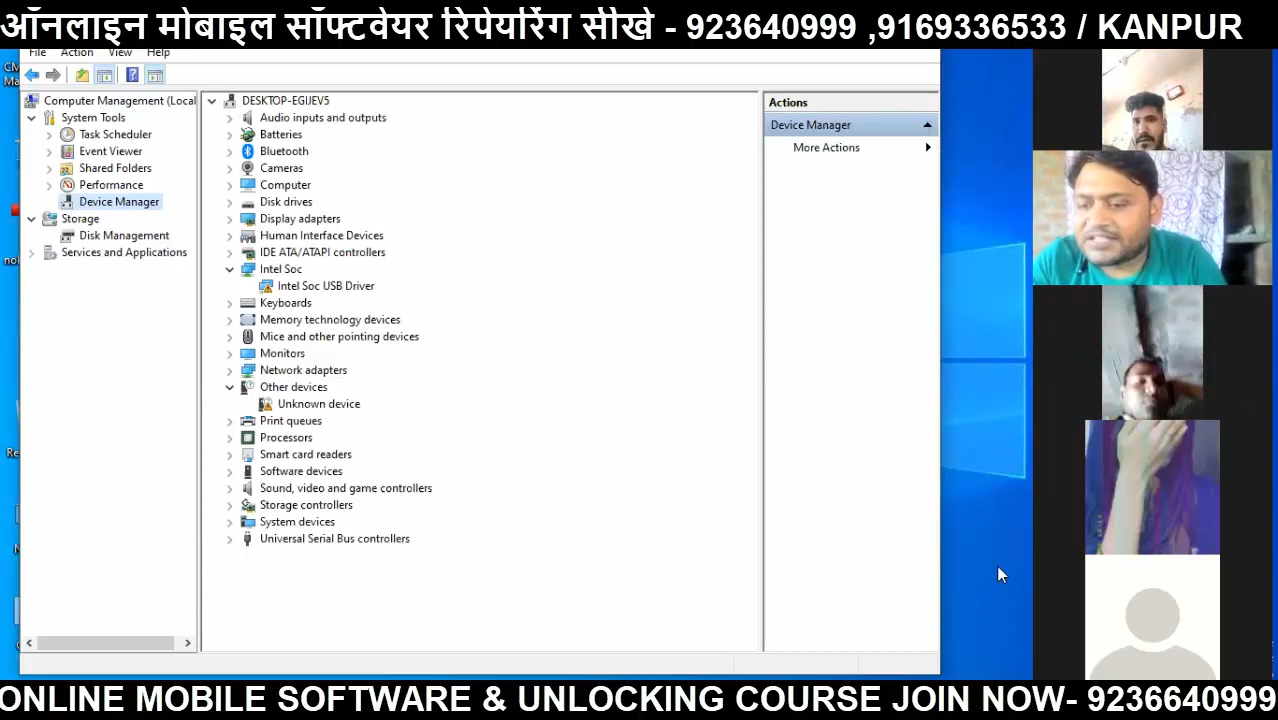 ऑनलाइन मोबाइल सॉफ्टवेयर रिपेयरिंग सीखे - 923640999 ,9169336533 / KANPUR
File Action View Help
Computer Management (Local
System Tools
Task Scheduler
Event Viewer
Shared Folders
Performance
Device Manager
Storage
Disk Management
Services and Applications
DESKTOP-EGIJEV5
Audio inputs and outputs
Batteries
Bluetooth
Cameras
Computer
Disk drives
Display adapters
Human Interface Devices
IDE ATA/ATAPI controllers
Intel Soc
Intel Soc USB Driver
Keyboards
Memory technology devices
Mice and other pointing devices
Monitors
Network adapters
Other devices
Unknown device
Print queues
Processors
Smart card readers
Software devices
Sound, video and game controllers
Storage controllers
System devices
Universal Serial Bus controllers
Actions
Device Manager
More Actions
ONLINE MOBILE SOFTWARE & UNLOCKING COURSE JOIN NOW- 9236640999